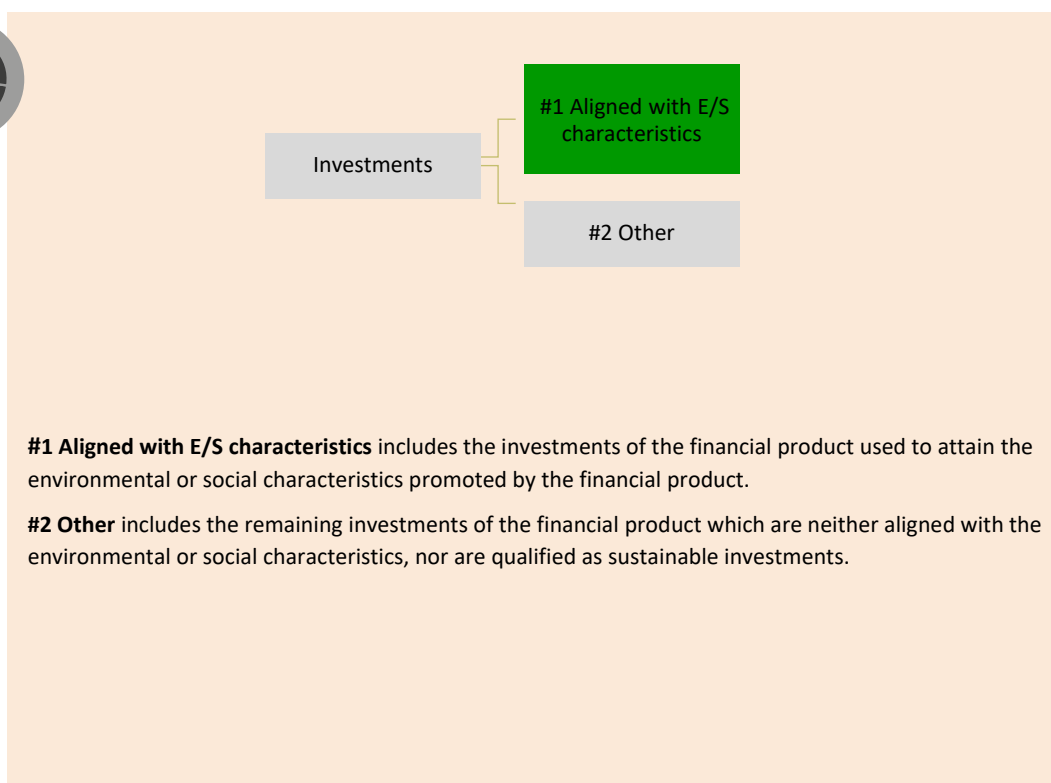 #1 Aligned with E/S
characteristics
Investments
#2 Other
#1 Aligned with E/S characteristics includes the investments of the financial product used to attain the
environmental or social characteristics promoted by the financial product.
#2 Other includes the remaining investments of the financial product which are neither aligned with the
environmental or social characteristics, nor are qualified as sustainable investments.